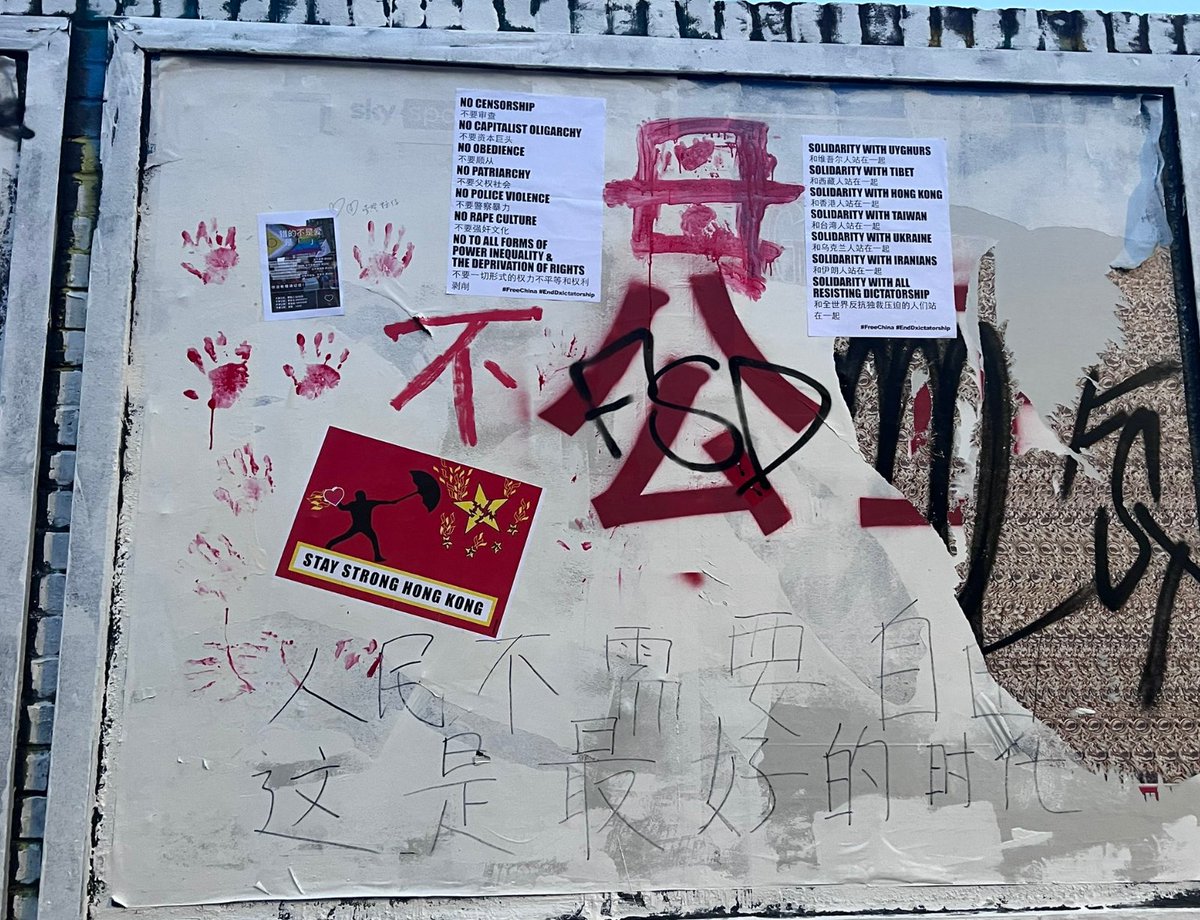 NO CENSORSHIP
不要审查
NO CAPITALIST OLIGARCHY
不要资本巨头
NO OBEDIENCE
不要顺从
NO PATRIARCHY
不要父权社会
NO POLICE VIOLENCE
不要警察暴力
NO RAPE CULTURE
不要强奸文化
NO TO ALL FORMS OF
POWER INEQUALITY &
THE DEPRIVATION OF RIGHTS
不要一切形式的权力不平等和权利
剥削
#FreeChina #EndDxictatorship
SOLIDARITY WITH UYGHURS
和维吾尔人站在一起
SOLIDARITY WITH TIBET
和西藏人站在一起
SOLIDARITY WITH HONG KONG
和香港人站在一起
SOLIDARITY WITH TAIWAN
和台湾人站在一起
SOLIDARITY WITH UKRAINE
和乌克兰人站在一起
SOLIDARITY WITH IRANIANS
和伊朗人站在一起
SOLIDARITY WITH ALL
RESISTING DICTATORSHIP
和全世界反抗独裁压迫的人们站
在一起
#FreeChina #EndDxictatorship
sky
不
公
STAY STRONG HONG KONG
人民不需要自由
这是最好的时代